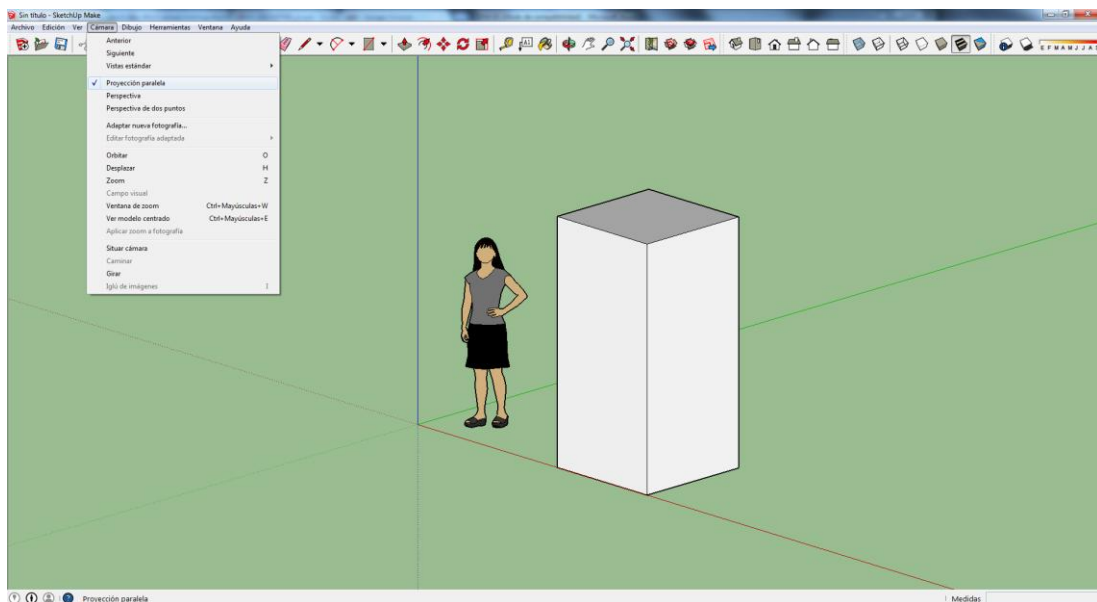 Sin título - SketchUp Make
Archivo Edición Ver Cámara Dibujo Herramientas Ventana Ayuda
Anterior
Siguiente
Vistas estándar
Proyección paralela
Perspectiva
Perspectiva de dos puntos
Adaptar nueva fotografía...
Editar fotografía adaptada
Orbitar O
Desplazar H
Zoom Z
Campo visual
Ventana de zoom Ctrl+Mayúsculas+W
Ver modelo centrado Ctrl+Mayúsculas+E
Aplicar zoom a fotografía
Situar cámara
Caminar
Girar
Iglú de imágenes I
A1
E F M A M J J A
Proyección paralela
Medidas